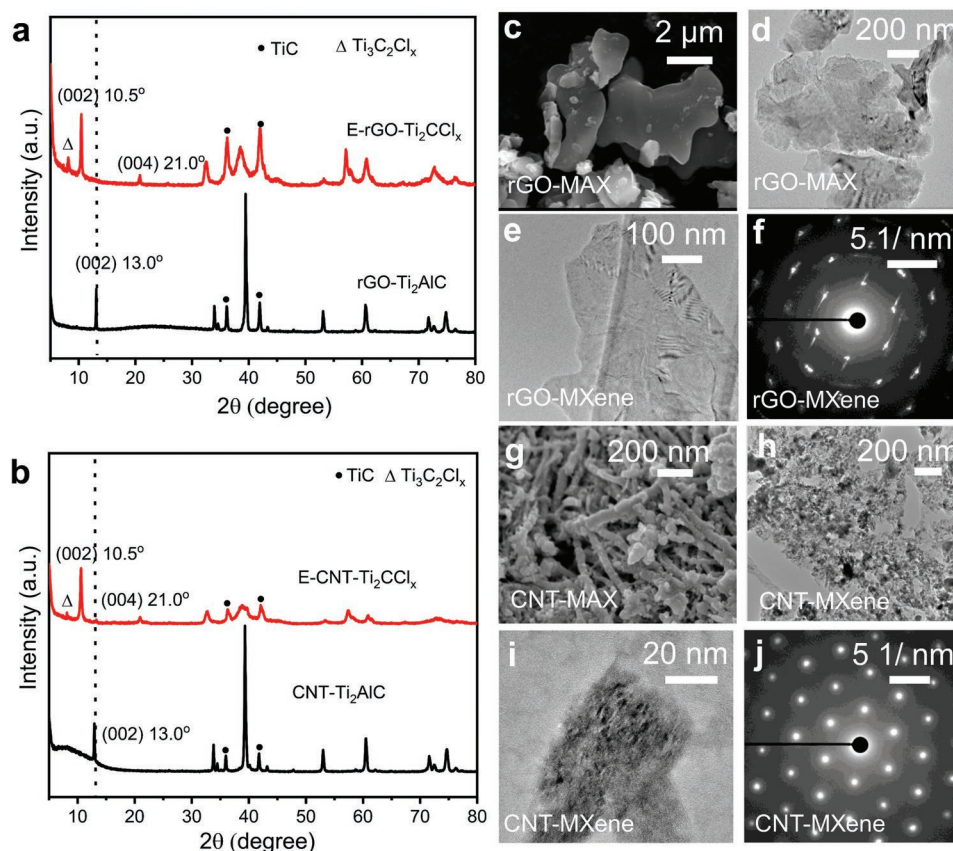 a
Intensity (a.u.)
● TiC Δ Ti₃C₂Clₓ
(002) 10.5°
Δ
(004) 21.0°
E-rGO-Ti₂CClₓ
(002) 13.0°
rGO-Ti₂AlC
10 20 30 40 50 60 70 80
2θ (degree)
b
Intensity (a.u.)
● TiC Δ Ti₃C₂Clₓ
(002) 10.5°
Δ
(004) 21.0°
E-CNT-Ti₂CClₓ
CNT-Ti₂AlC
(002) 13.0°
10 20 30 40 50 60 70 80
2θ (degree)
c
2 μm
rGO-MAX
d
200 nm
rGO-MAX
e
100 nm
rGO-MXene
f
5 1/ nm
rGO-MXene
g
200 nm
CNT-MAX
h
200 nm
CNT-MXene
i
20 nm
CNT-MXene
j
5 1/ nm
CNT-MXene